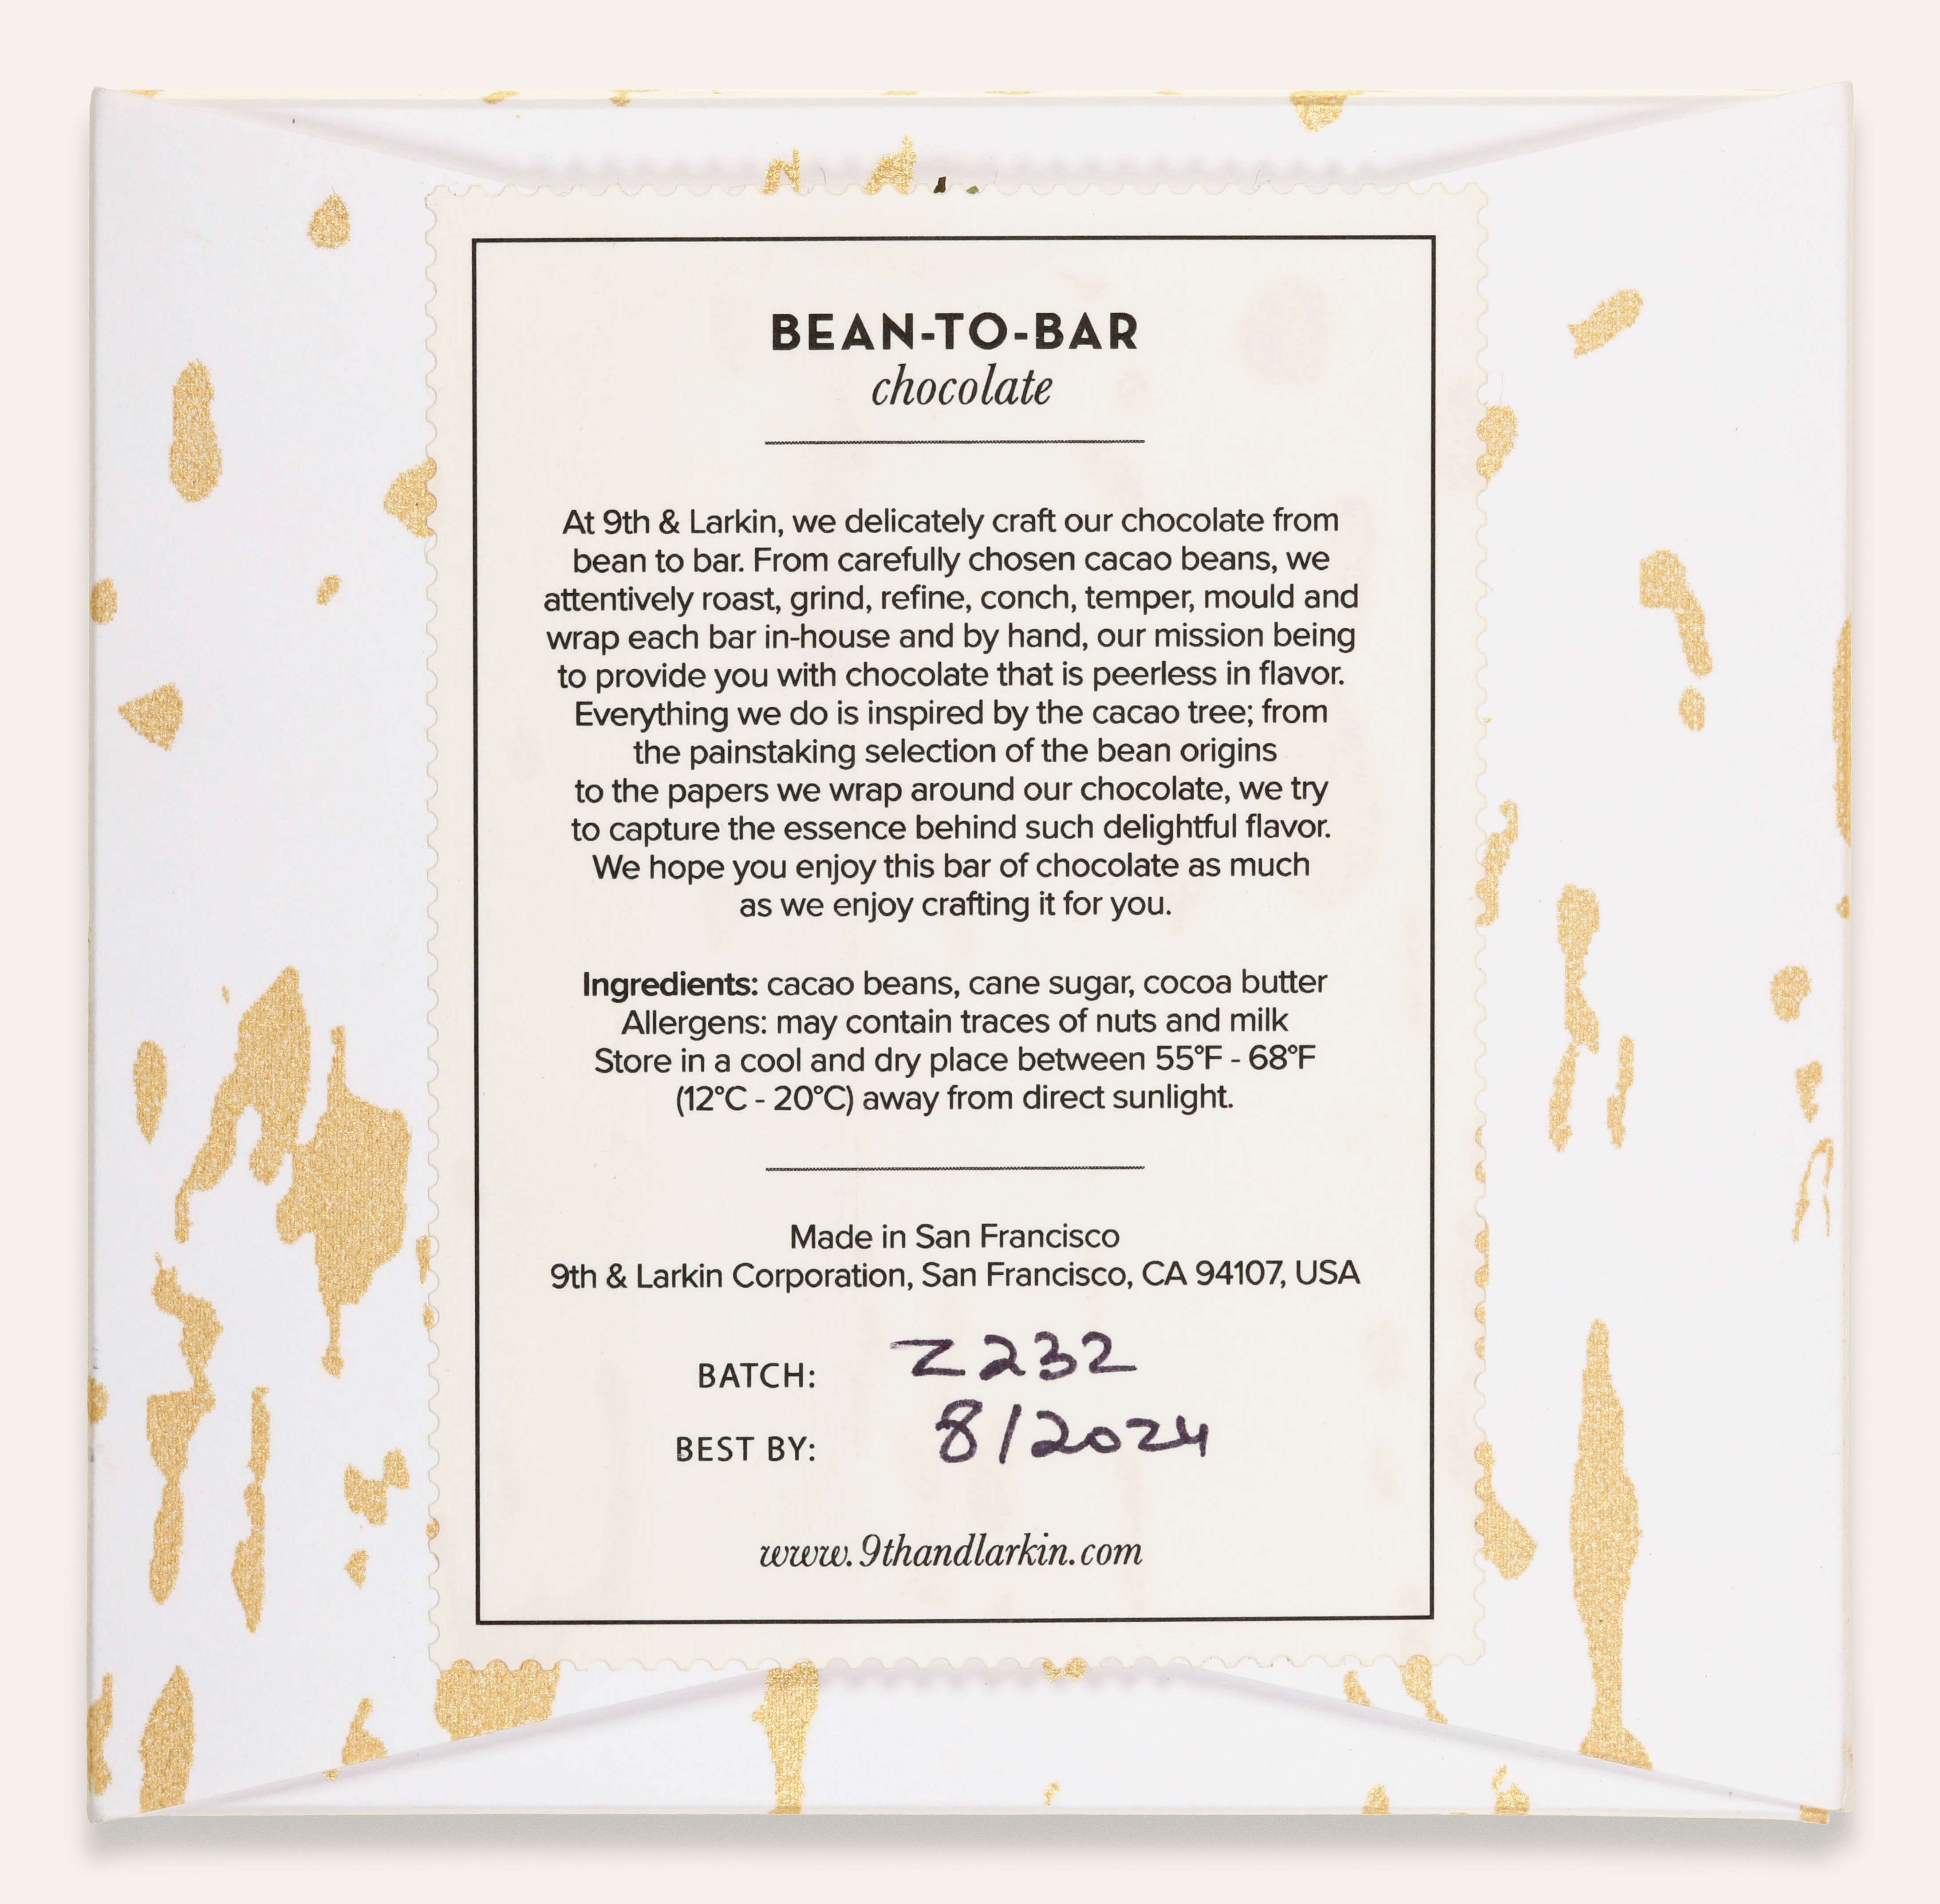 BEAN-TO-BAR
chocolate
At 9th & Larkin, we delicately craft our chocolate from
bean to bar. From carefully chosen cacao beans, we
attentively roast, grind, refine, conch, temper, mould and
wrap each bar in-house and by hand, our mission being
to provide you with chocolate that is peerless in flavor.
Everything we do is inspired by the cacao tree; from
the painstaking selection of the bean origins
to the papers we wrap around our chocolate, we try
to capture the essence behind such delightful flavor.
We hope you enjoy this bar of chocolate as much
as we enjoy crafting it for you.
Ingredients: cacao beans, cane sugar, cocoa butter
Allergens: may contain traces of nuts and milk
Store in a cool and dry place between 55°F - 68°F
(12°C - 20°C) away from direct sunlight.
Made in San Francisco
9th & Larkin Corporation, San Francisco, CA 94107, USA
BATCH: Z232
BEST BY: 8/2024
www.9thandlarkin.com